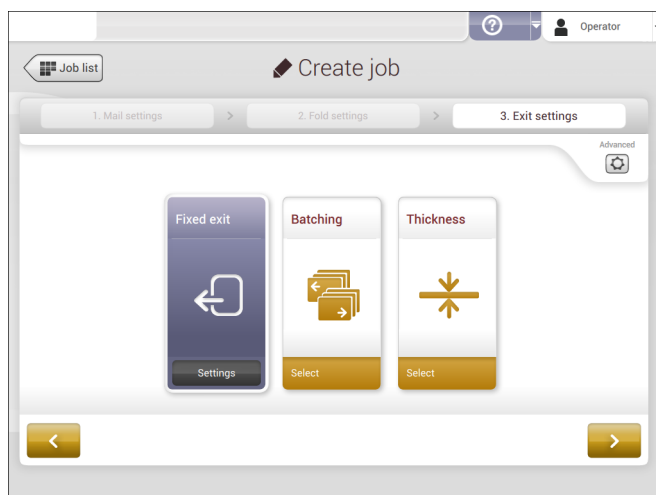 Operator
Job list
Create job
1. Mail settings
2. Fold settings
3. Exit settings
Advanced
Fixed exit
Batching
Thickness
Settings
Select
Select